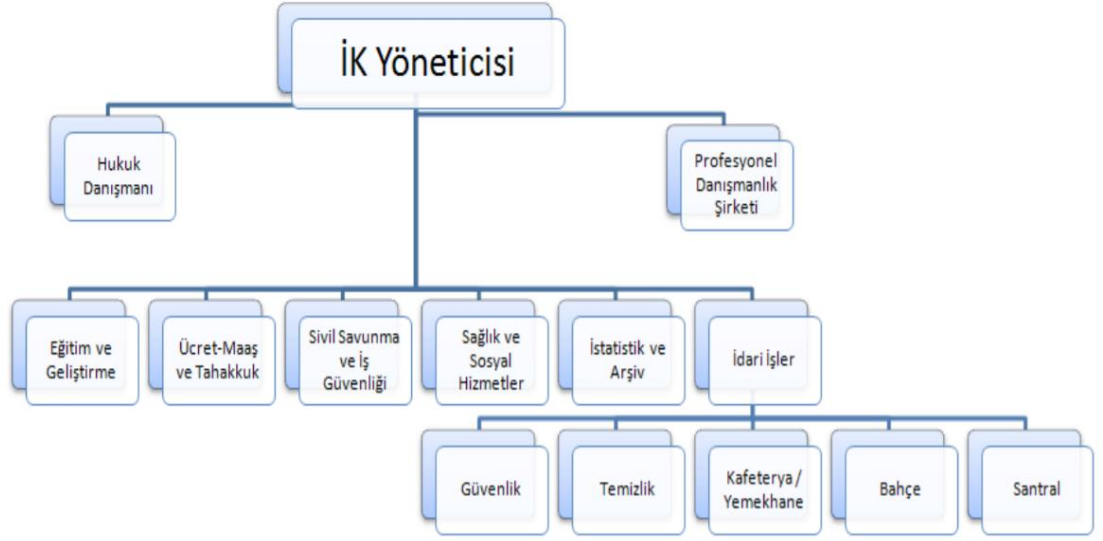 İK Yöneticisi
Hukuk
Danışmanı
Profesyonel
Danışmanlık
Şirketi
Eğitim ve
Geliştirme
Ücret-Maaş
ve Tahakkuk
Sivil Savunma
ve İş
Güvenliği
Sağlık ve
Sosyal
Hizmetler
İstatistik ve
Arşiv
İdari İşler
Güvenlik
Temizlik
Kafeterya /
Yemekhane
Bahçe
Santral